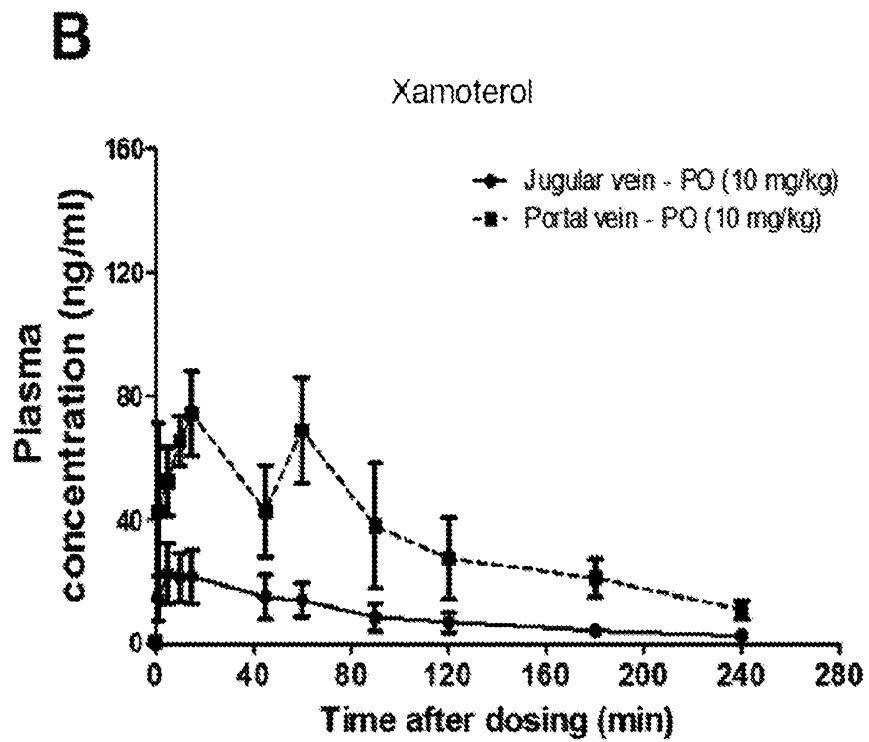 B
Xamoterol
Jugular vein - PO (10 mg/kg)
Portal vein - PO (10 mg/kg)
Plasma
concentration (ng/ml)
160
120
80
40
0
0 40 80 120 160 200 240 280
Time after dosing (min)